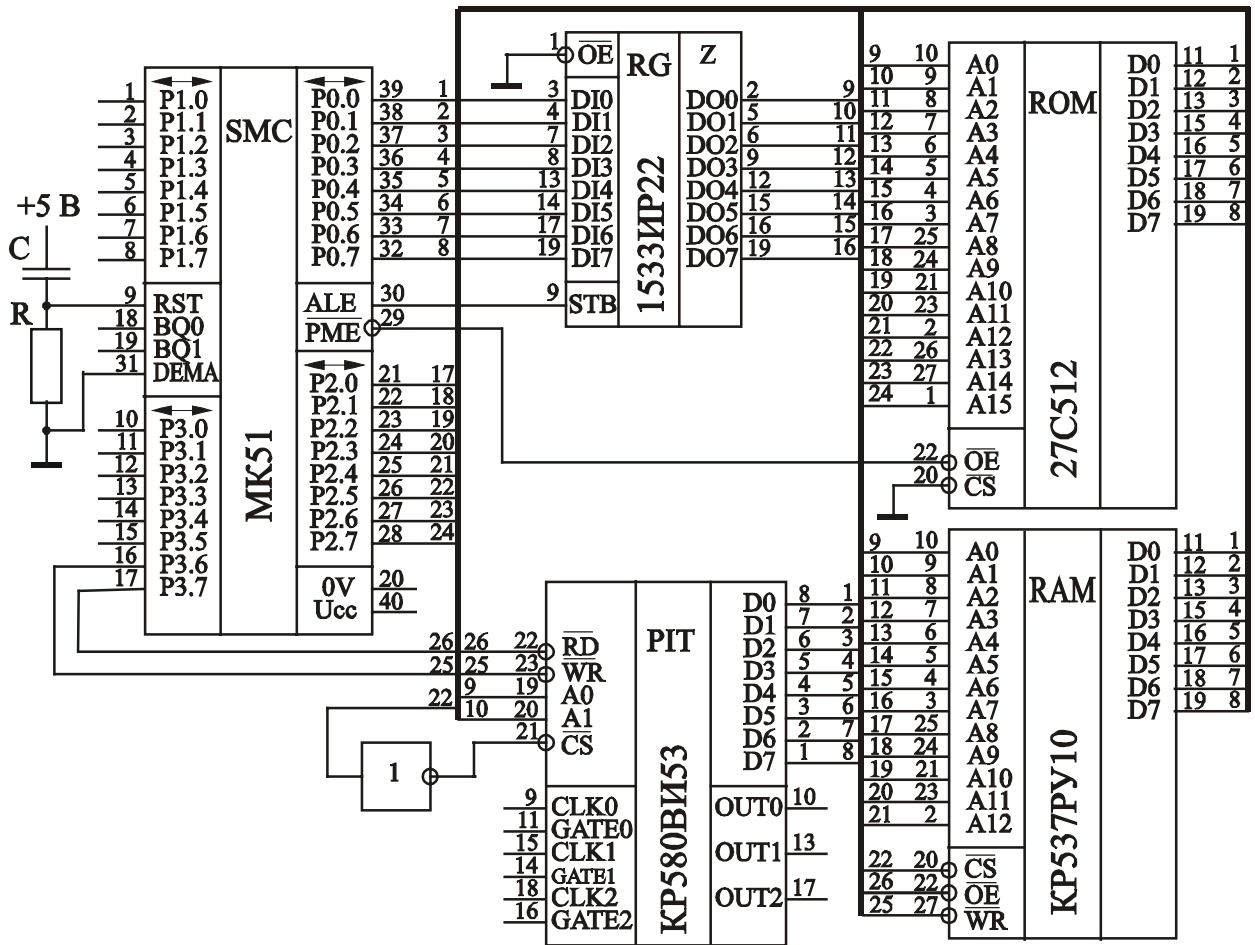 +5 В
C
R
1 P1.0
2 P1.1
3 P1.2
4 P1.3
5 P1.4
6 P1.5
7 P1.6
8 P1.7
9 RST
18 BQ0
19 BQ1
31 DEMA
10 P3.0
11 P3.1
12 P3.2
13 P3.3
14 P3.4
15 P3.5
16 P3.6
17 P3.7
SMC
МК51
P0.0 39 1
P0.1 38 2
P0.2 37 3
P0.3 36 4
P0.4 35 5
P0.5 34 6
P0.6 33 7
P0.7 32 8
ALE 30
PME 29
P2.0 21 17
P2.1 22 18
P2.2 23 19
P2.3 24 20
P2.4 25 21
P2.5 26 22
P2.6 27 23
P2.7 28 24
0V 20
Ucc 40
1 OE
3 DI0
4 DI1
7 DI2
8 DI3
13 DI4
14 DI5
17 DI6
19 DI7
9 STB
RG
1533ИР22
Z
DO0 2 9
DO1 5 10
DO2 6 11
DO3 9 12
DO4 12 13
DO5 15 14
DO6 16 15
DO7 19 16
9 10 A0
10 9 A1
11 8 A2
12 7 A3
13 6 A4
14 5 A5
15 4 A6
16 3 A7
17 25 A8
18 24 A9
19 21 A10
20 23 A11
21 2 A12
22 26 A13
23 27 A14
24 1 A15
22 OE
20 CS
ROM
27С512
D0 11 1
D1 12 2
D2 13 3
D3 15 4
D4 16 5
D5 17 6
D6 18 7
D7 19 8
26 26 22 RD
25 25 23 WR
9 19 A0
10 20 A1
22
21 CS
1
9 CLK0
11 GATE0
15 CLK1
14 GATE1
18 CLK2
16 GATE2
PIT
КР580ВИ53
D0 8 1
D1 7 2
D2 6 3
D3 5 4
D4 4 5
D5 3 6
D6 2 7
D7 1 8
OUT0 10
OUT1 13
OUT2 17
9 10 A0
10 9 A1
11 8 A2
12 7 A3
13 6 A4
14 5 A5
15 4 A6
16 3 A7
17 25 A8
18 24 A9
19 21 A10
20 23 A11
21 2 A12
22 20 CS
26 22 OE
25 27 WR
RAM
КР537РУ10
D0 11 1
D1 12 2
D2 13 3
D3 15 4
D4 16 5
D5 17 6
D6 18 7
D7 19 8